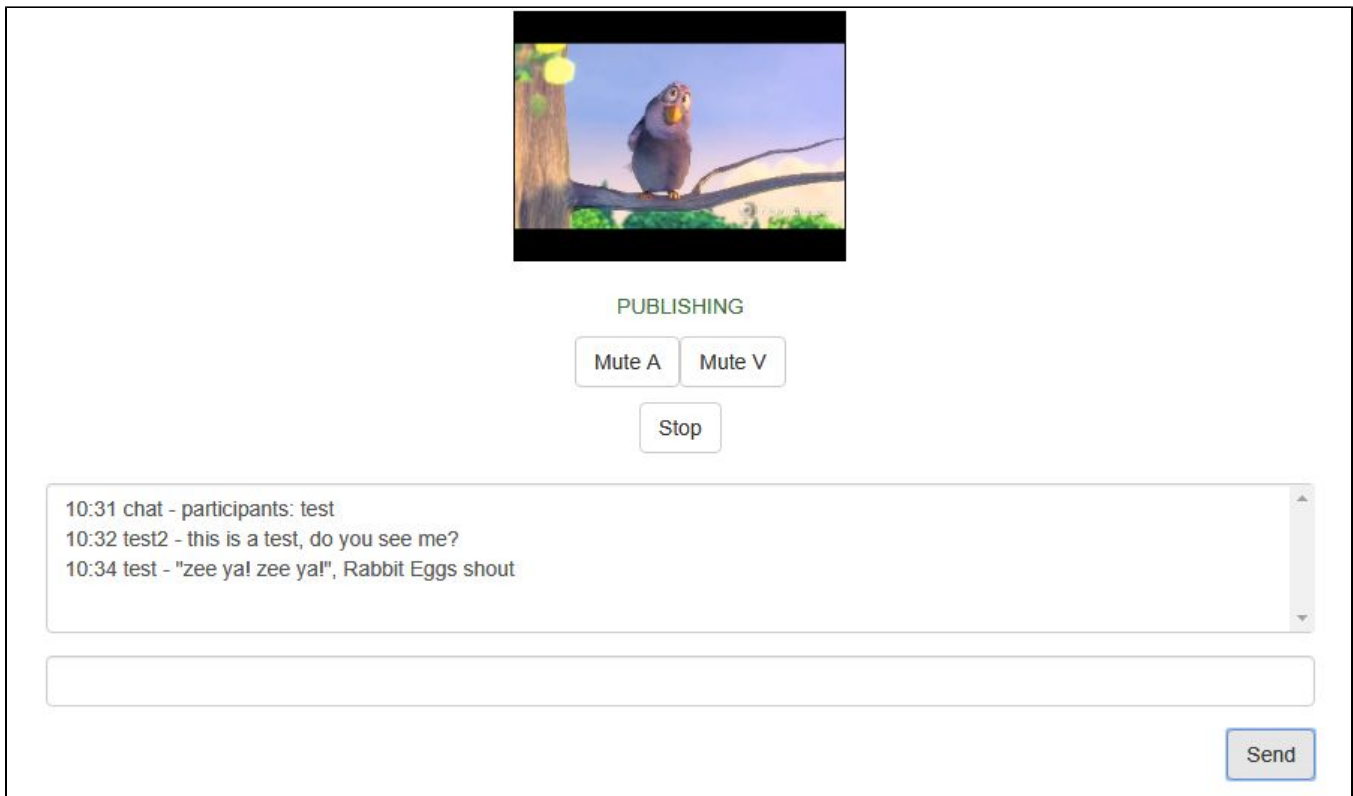 PUBLISHING
Mute A Mute V
Stop
10:31 chat - participants: test
10:32 test2 - this is a test, do you see me?
10:34 test - "zee ya! zee ya!", Rabbit Eggs shout
Send